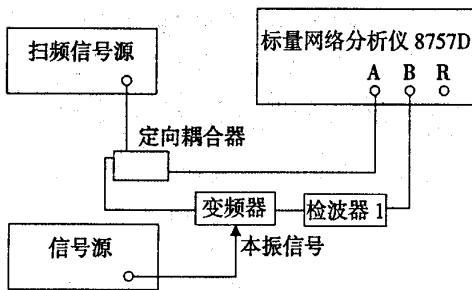 扫频信号源
标量网络分析仪 8757D
A B R
定向耦合器
变频器
检波器 1
信号源
本振信号